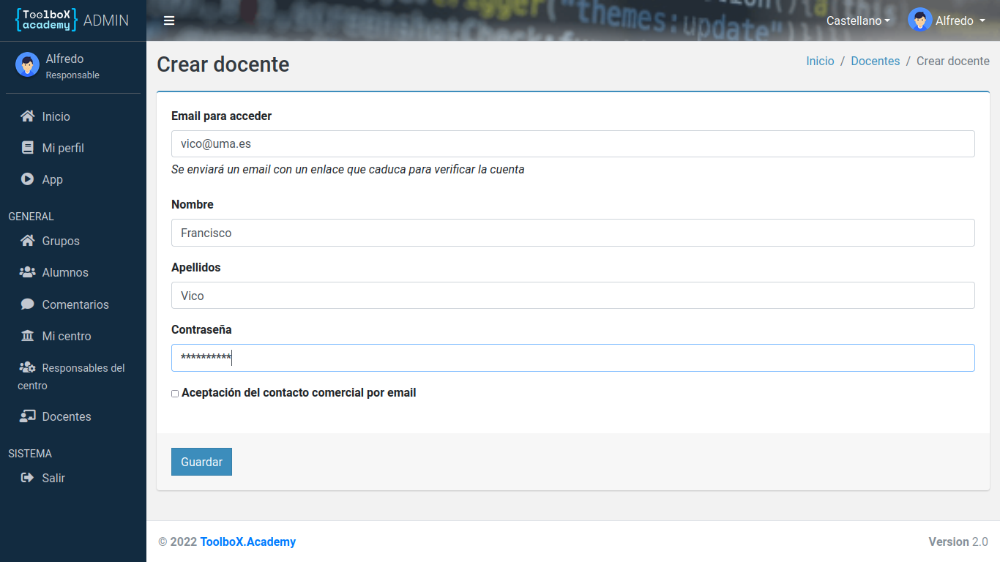 ToolboX
academy
ADMIN
trigger("themes:update")
Castellano
Alfredo
Alfredo
Responsable
Inicio
Mi perfil
App
GENERAL
Grupos
Alumnos
Comentarios
Mi centro
Responsables del
centro
Docentes
SISTEMA
Salir
Crear docente
Inicio / Docentes / Crear docente
Email para acceder
vico@uma.es
Se enviará un email con un enlace que caduca para verificar la cuenta
Nombre
Francisco
Apellidos
Vico
Contraseña
**********
Aceptación del contacto comercial por email
Guardar
© 2022 ToolboX.Academy
Version 2.0